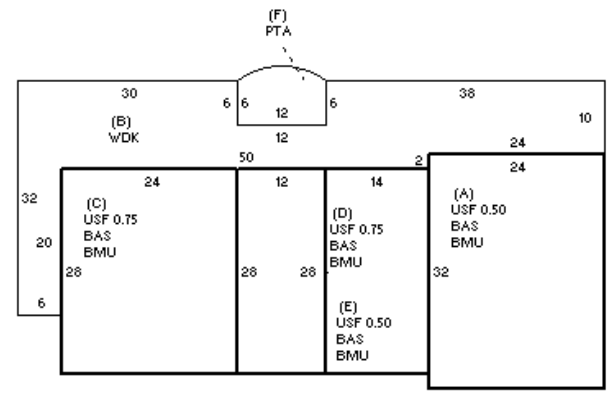 (F)
PTA
30
6
6
12
6
38
10
(B)
WDK
12
24
50
2
24
12
14
24
32
(C)
USF 0.75
BAS
BMU
(D)
USF 0.75
BAS
BMU
(A)
USF 0.50
BAS
BMU
20
28
28
28
32
6
(E)
USF 0.50
BAS
BMU